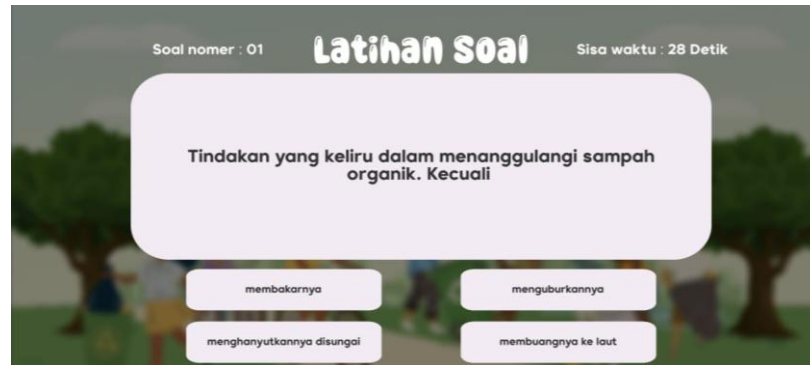 Soal nomer : 01
Latihan Soal
Sisa waktu : 28 Detik
Tindakan yang keliru dalam menanggulangi sampah
organik. Kecuali
membakarnya
menguburkannya
menghanyutkannya disungai
membuangnya ke laut